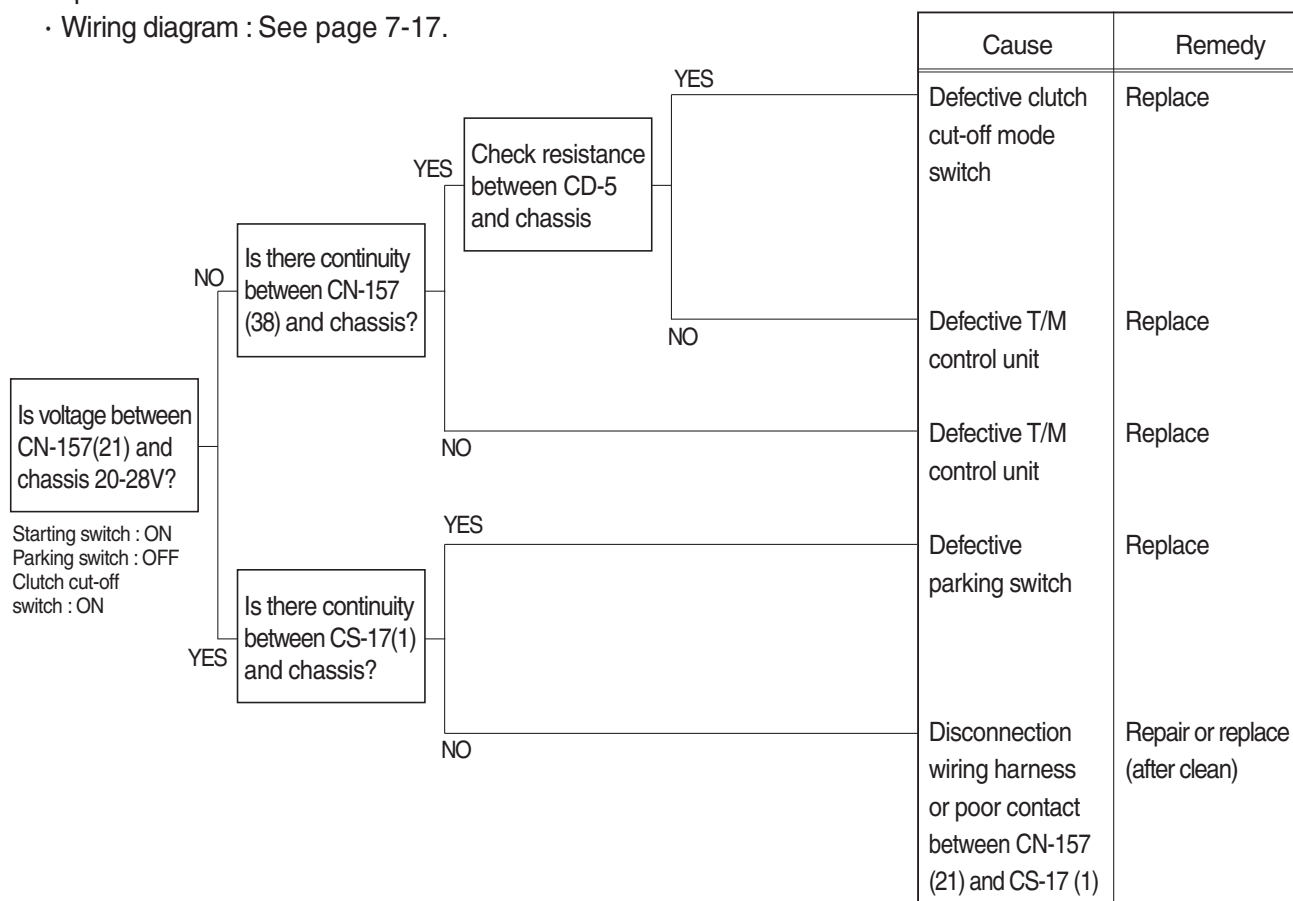 · Wiring diagram : See page 7-17.
Cause
Remedy
YES
Defective clutch
cut-off mode
switch
Replace
YES
Check resistance
between CD-5
and chassis
NO
Is there continuity
between CN-157
(38) and chassis?
NO
Defective T/M
control unit
Replace
Is voltage between
CN-157(21) and
chassis 20-28V?
NO
Defective T/M
control unit
Replace
Starting switch : ON
Parking switch : OFF
Clutch cut-off
switch : ON
YES
Defective
parking switch
Replace
YES
Is there continuity
between CS-17(1)
and chassis?
NO
Disconnection
wiring harness
or poor contact
between CN-157
(21) and CS-17 (1)
Repair or replace
(after clean)